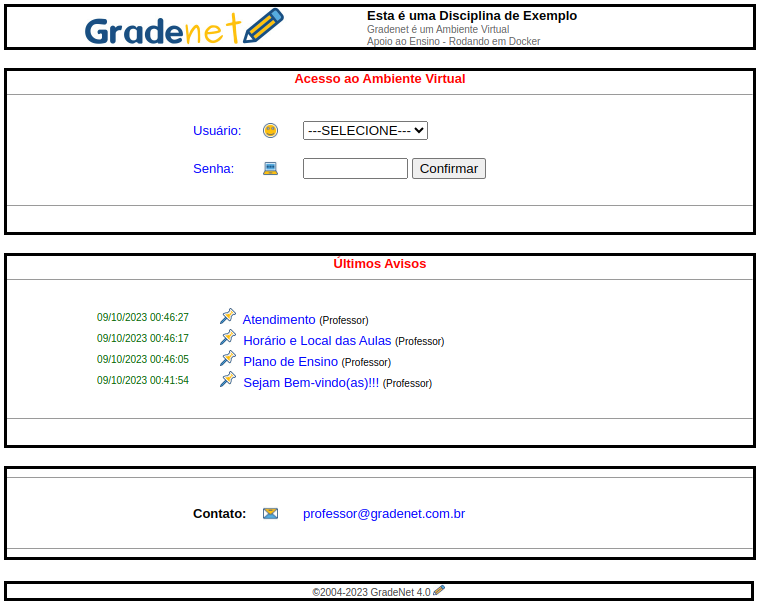 Gradenet
Esta é uma Disciplina de Exemplo
Gradenet é um Ambiente Virtual
Apoio ao Ensino - Rodando em Docker
Acesso ao Ambiente Virtual
Usuário: ---SELECIONE---
Senha: Confirmar
Últimos Avisos
09/10/2023 00:46:27 Atendimento (Professor)
09/10/2023 00:46:17 Horário e Local das Aulas (Professor)
09/10/2023 00:46:05 Plano de Ensino (Professor)
09/10/2023 00:41:54 Sejam Bem-vindo(as)!!! (Professor)
Contato: professor@gradenet.com.br
©2004-2023 GradeNet 4.0